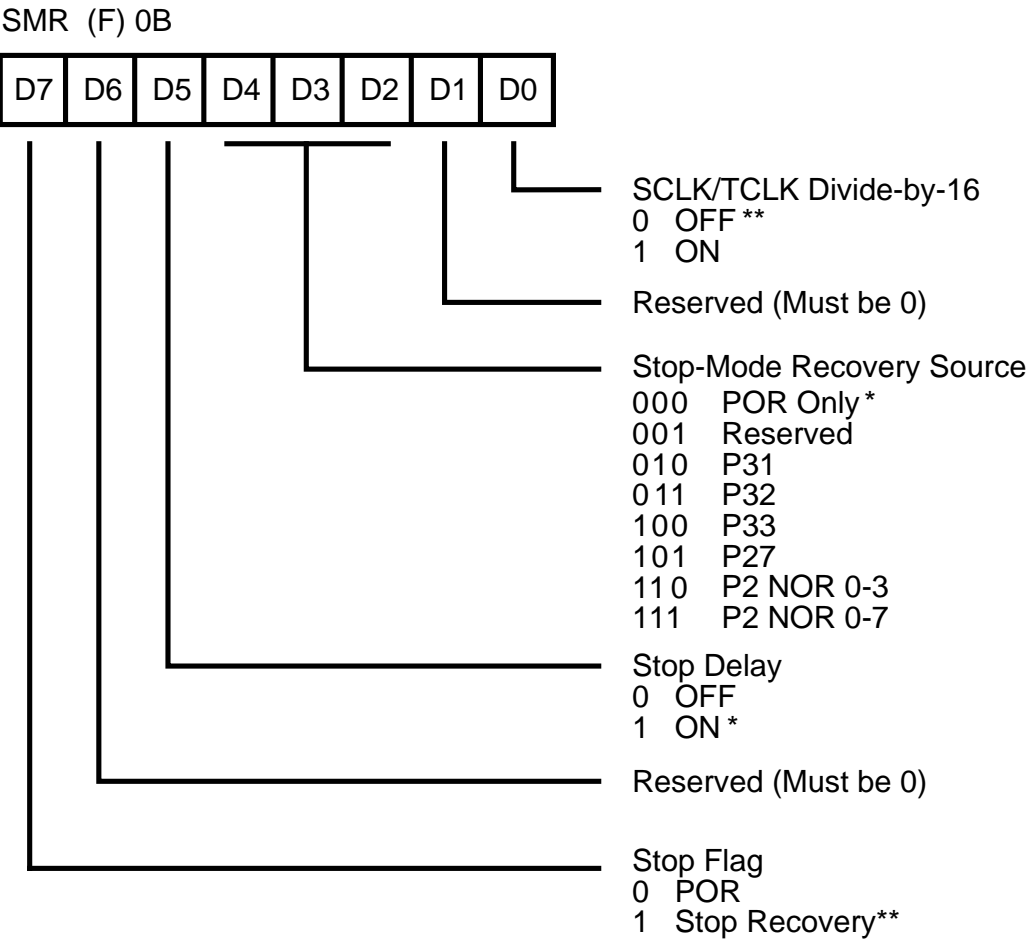 SMR (F) 0B
D7 D6 D5 D4 D3 D2 D1 D0
SCLK/TCLK Divide-by-16
0 OFF **
1 ON
Reserved (Must be 0)
Stop-Mode Recovery Source
000 POR Only *
001 Reserved
010 P31
011 P32
100 P33
101 P27
110 P2 NOR 0-3
111 P2 NOR 0-7
Stop Delay
0 OFF
1 ON *
Reserved (Must be 0)
Stop Flag
0 POR
1 Stop Recovery**